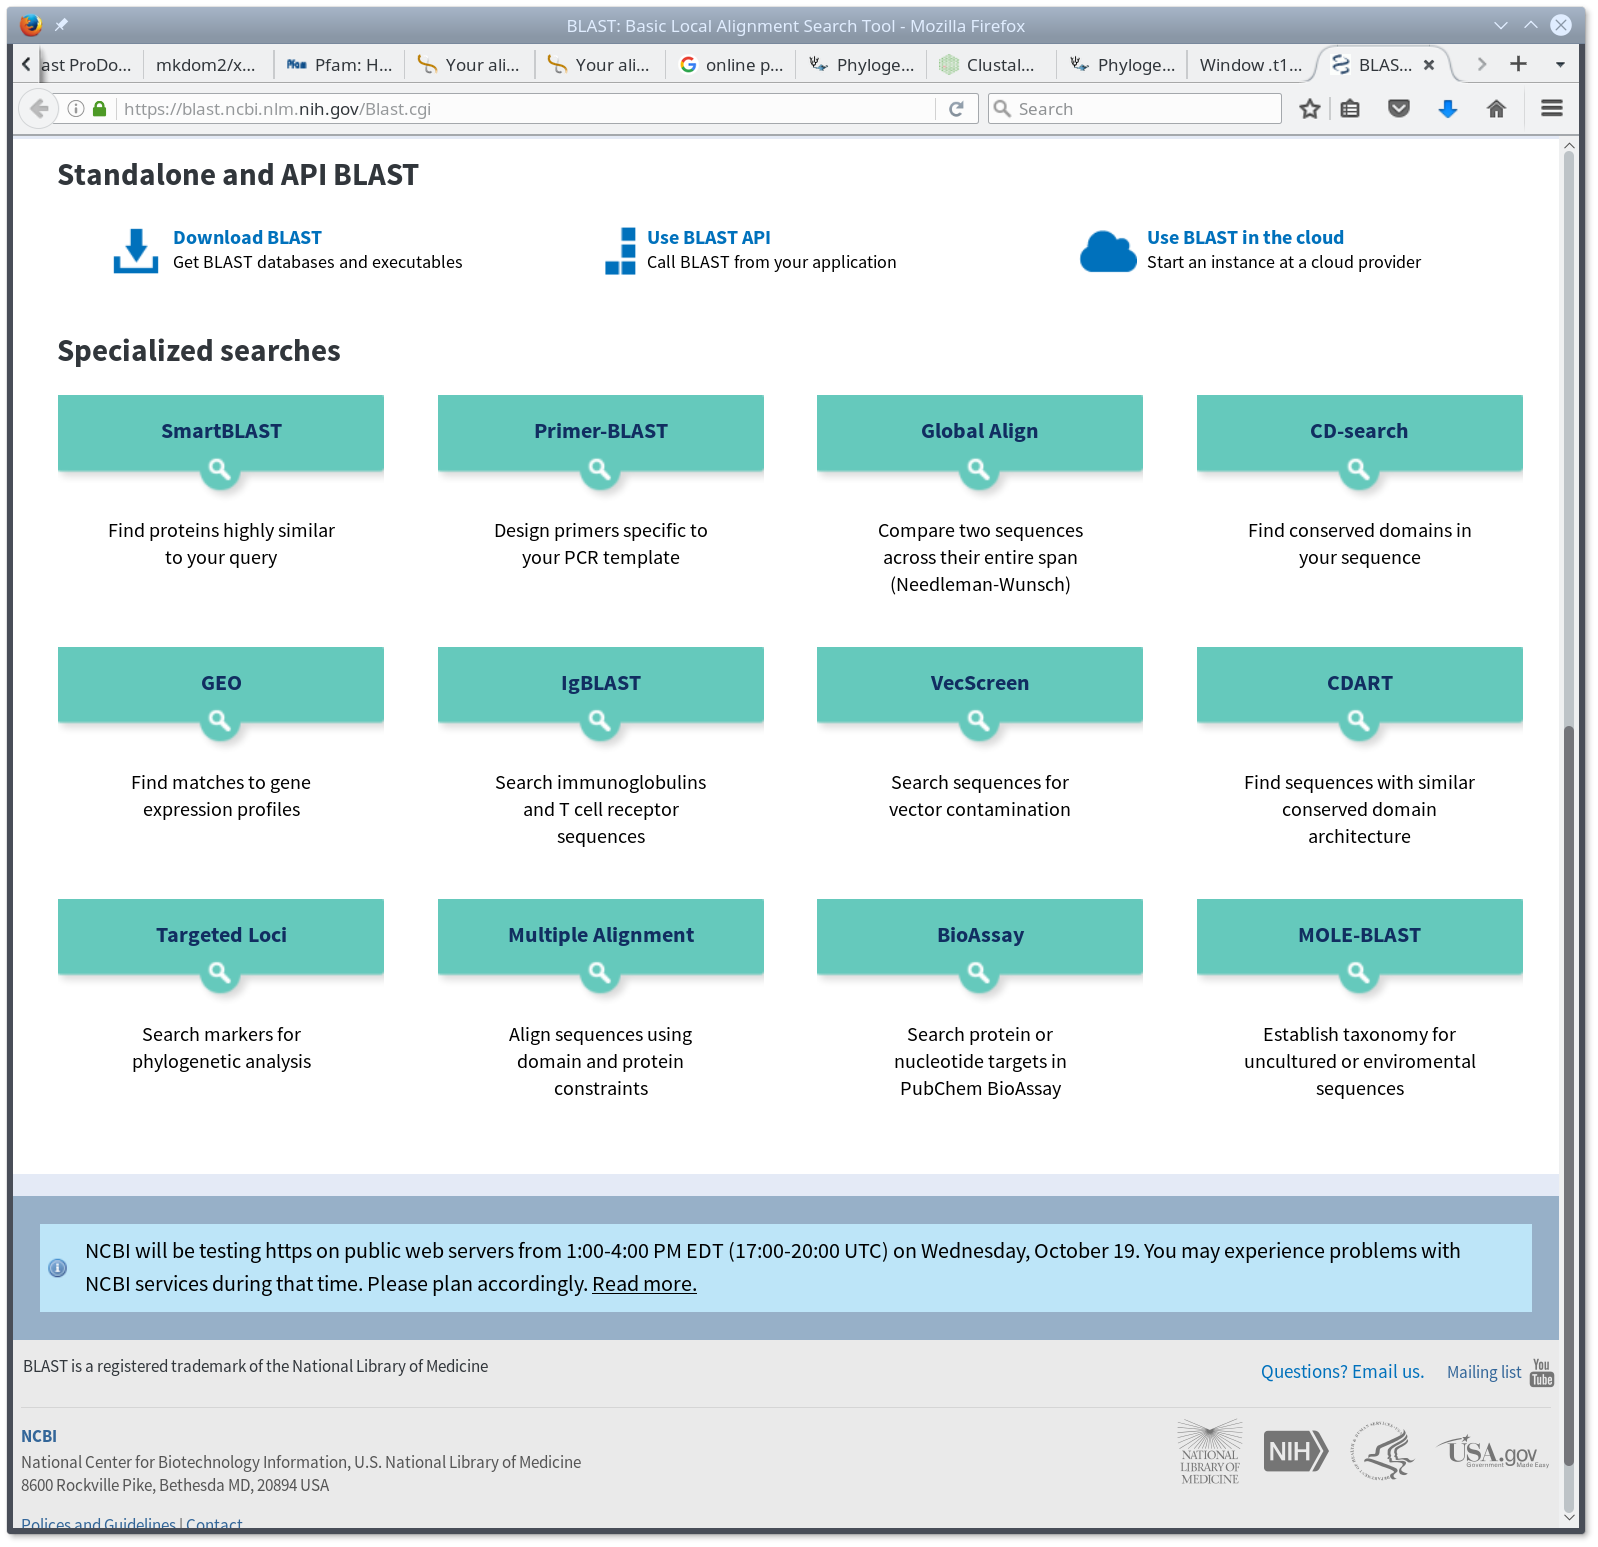 BLAST: Basic Local Alignment Search Tool - Mozilla Firefox
ast ProDo... mkdom2/x... Pfam Pfam: H... Your ali... Your ali... online p... Phyloge... Clustal... Phyloge... Window .t1... BLAS...
https://blast.ncbi.nlm.nih.gov/Blast.cgi Search
Standalone and API BLAST
Download BLAST
Get BLAST databases and executables
Use BLAST API
Call BLAST from your application
Use BLAST in the cloud
Start an instance at a cloud provider
Specialized searches
SmartBLAST
Find proteins highly similar
to your query
Primer-BLAST
Design primers specific to
your PCR template
Global Align
Compare two sequences
across their entire span
(Needleman-Wunsch)
CD-search
Find conserved domains in
your sequence
GEO
Find matches to gene
expression profiles
IgBLAST
Search immunoglobulins
and T cell receptor
sequences
VecScreen
Search sequences for
vector contamination
CDART
Find sequences with similar
conserved domain
architecture
Targeted Loci
Search markers for
phylogenetic analysis
Multiple Alignment
Align sequences using
domain and protein
constraints
BioAssay
Search protein or
nucleotide targets in
PubChem BioAssay
MOLE-BLAST
Establish taxonomy for
uncultured or enviromental
sequences
NCBI will be testing https on public web servers from 1:00-4:00 PM EDT (17:00-20:00 UTC) on Wednesday, October 19. You may experience problems with
NCBI services during that time. Please plan accordingly. Read more.
BLAST is a registered trademark of the National Library of Medicine
Questions? Email us. Mailing list You
Tube
NCBI
National Center for Biotechnology Information, U.S. National Library of Medicine
8600 Rockville Pike, Bethesda MD, 20894 USA
NATIONAL
LIBRARY OF
MEDICINE
NIH
USA.gov
Government Made Easy
Polices and Guidelines | Contact